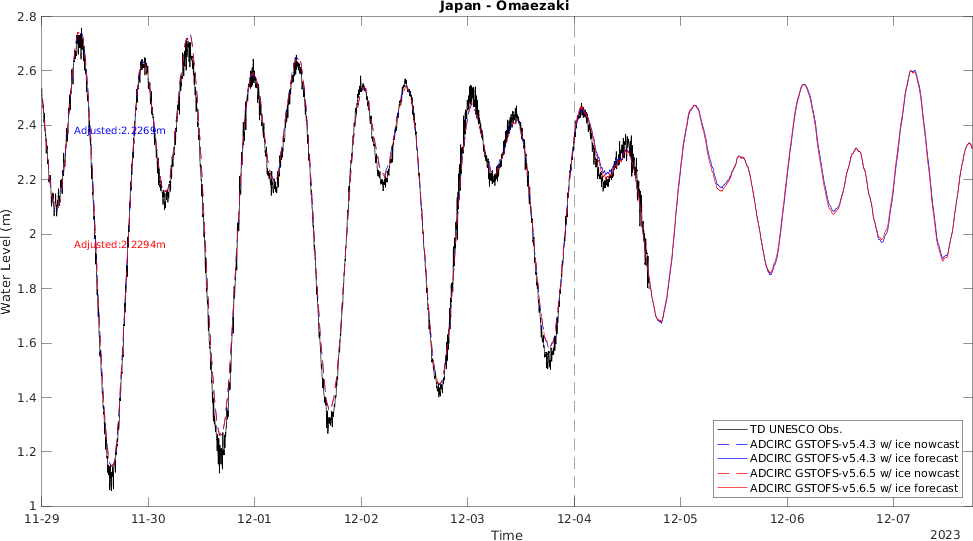 Japan - Omaezaki
2.8
2.6
2.4
2.2
2
1.8
1.6
1.4
1.2
1
Water Level (m)
Adjusted:2.2269m
Adjusted:2.2294m
TD UNESCO Obs.
ADCIRC GSTOFS-v5.4.3 w/ ice nowcast
ADCIRC GSTOFS-v5.4.3 w/ ice forecast
ADCIRC GSTOFS-v5.6.5 w/ ice nowcast
ADCIRC GSTOFS-v5.6.5 w/ ice forecast
11-29 11-30 12-01 12-02 12-03 12-04 12-05 12-06 12-07
Time
2023